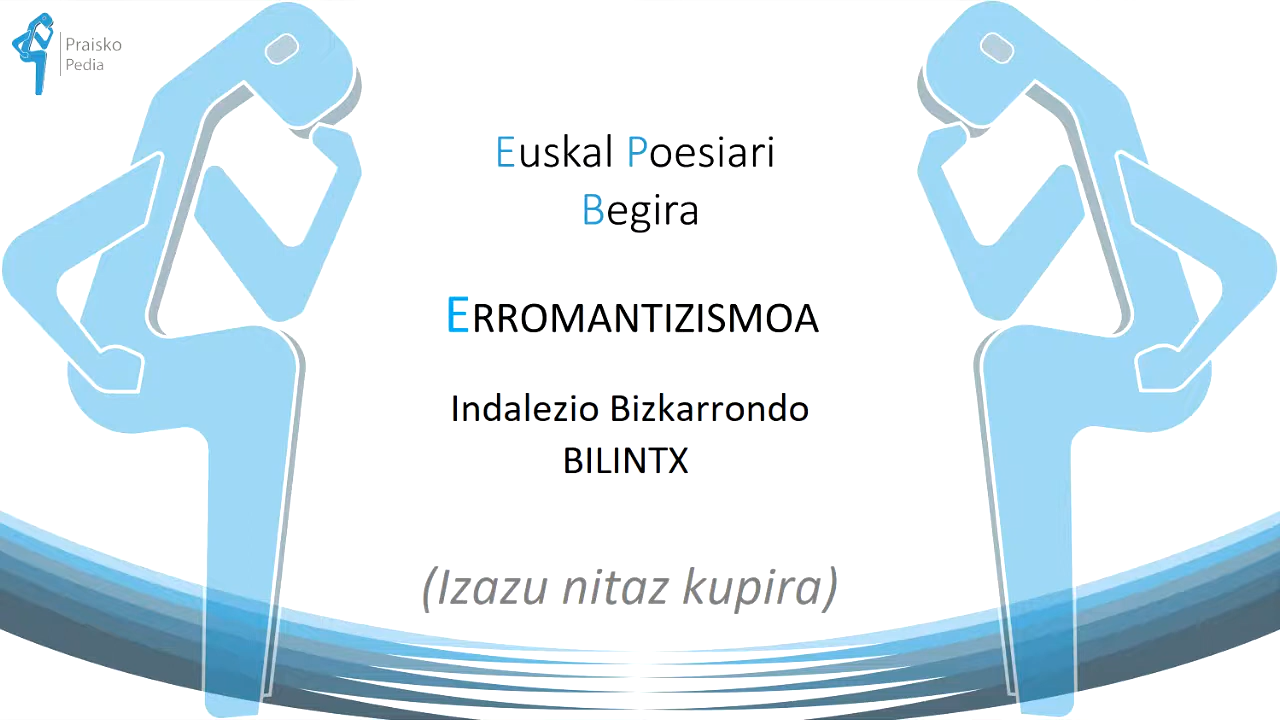 Praisko
Pedia
Euskal Poesiari
Begira
ERROMANTIZISMOA
Indalezio Bizkarrondo
BILINTX
(Izazu nitaz kupira)